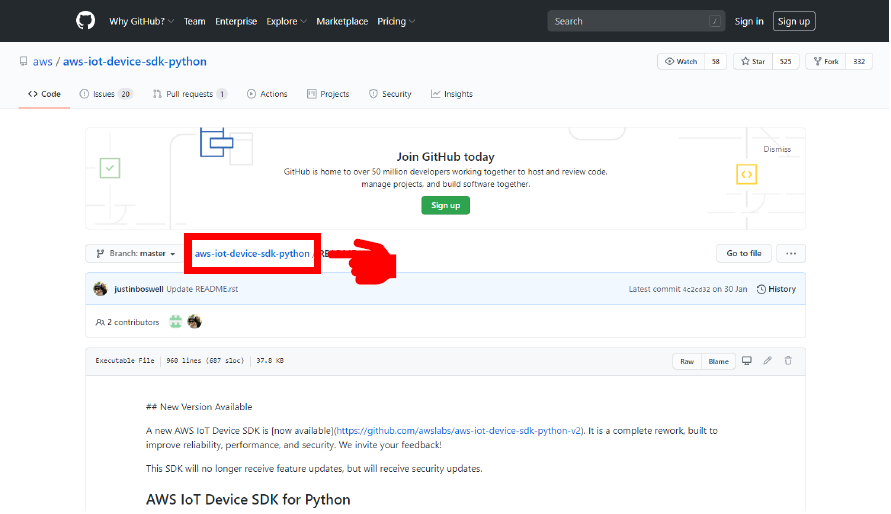 Why GitHub? Team Enterprise Explore Marketplace Pricing Search / Sign in Sign up
aws / aws-iot-device-sdk-python Watch 58 Star 525 Fork 332
Code Issues 20 Pull requests 1 Actions Projects Security Insights
Dismiss
Join GitHub today
GitHub is home to over 50 million developers working together to host and review code,
manage projects, and build software together.
Sign up
Branch: master aws-iot-device-sdk-python / Go to file ...
justinboswell Update README.rst Latest commit 4c2cd32 on 30 Jan History
2 contributors
Executable File 960 lines (687 sloc) 37.8 KB Raw Blame
## New Version Available
A new AWS IoT Device SDK is [now available](https://github.com/awslabs/aws-iot-device-sdk-python-v2). It is a complete rework, built to
improve reliability, performance, and security. We invite your feedback!
This SDK will no longer receive feature updates, but will receive security updates.
AWS IoT Device SDK for Python